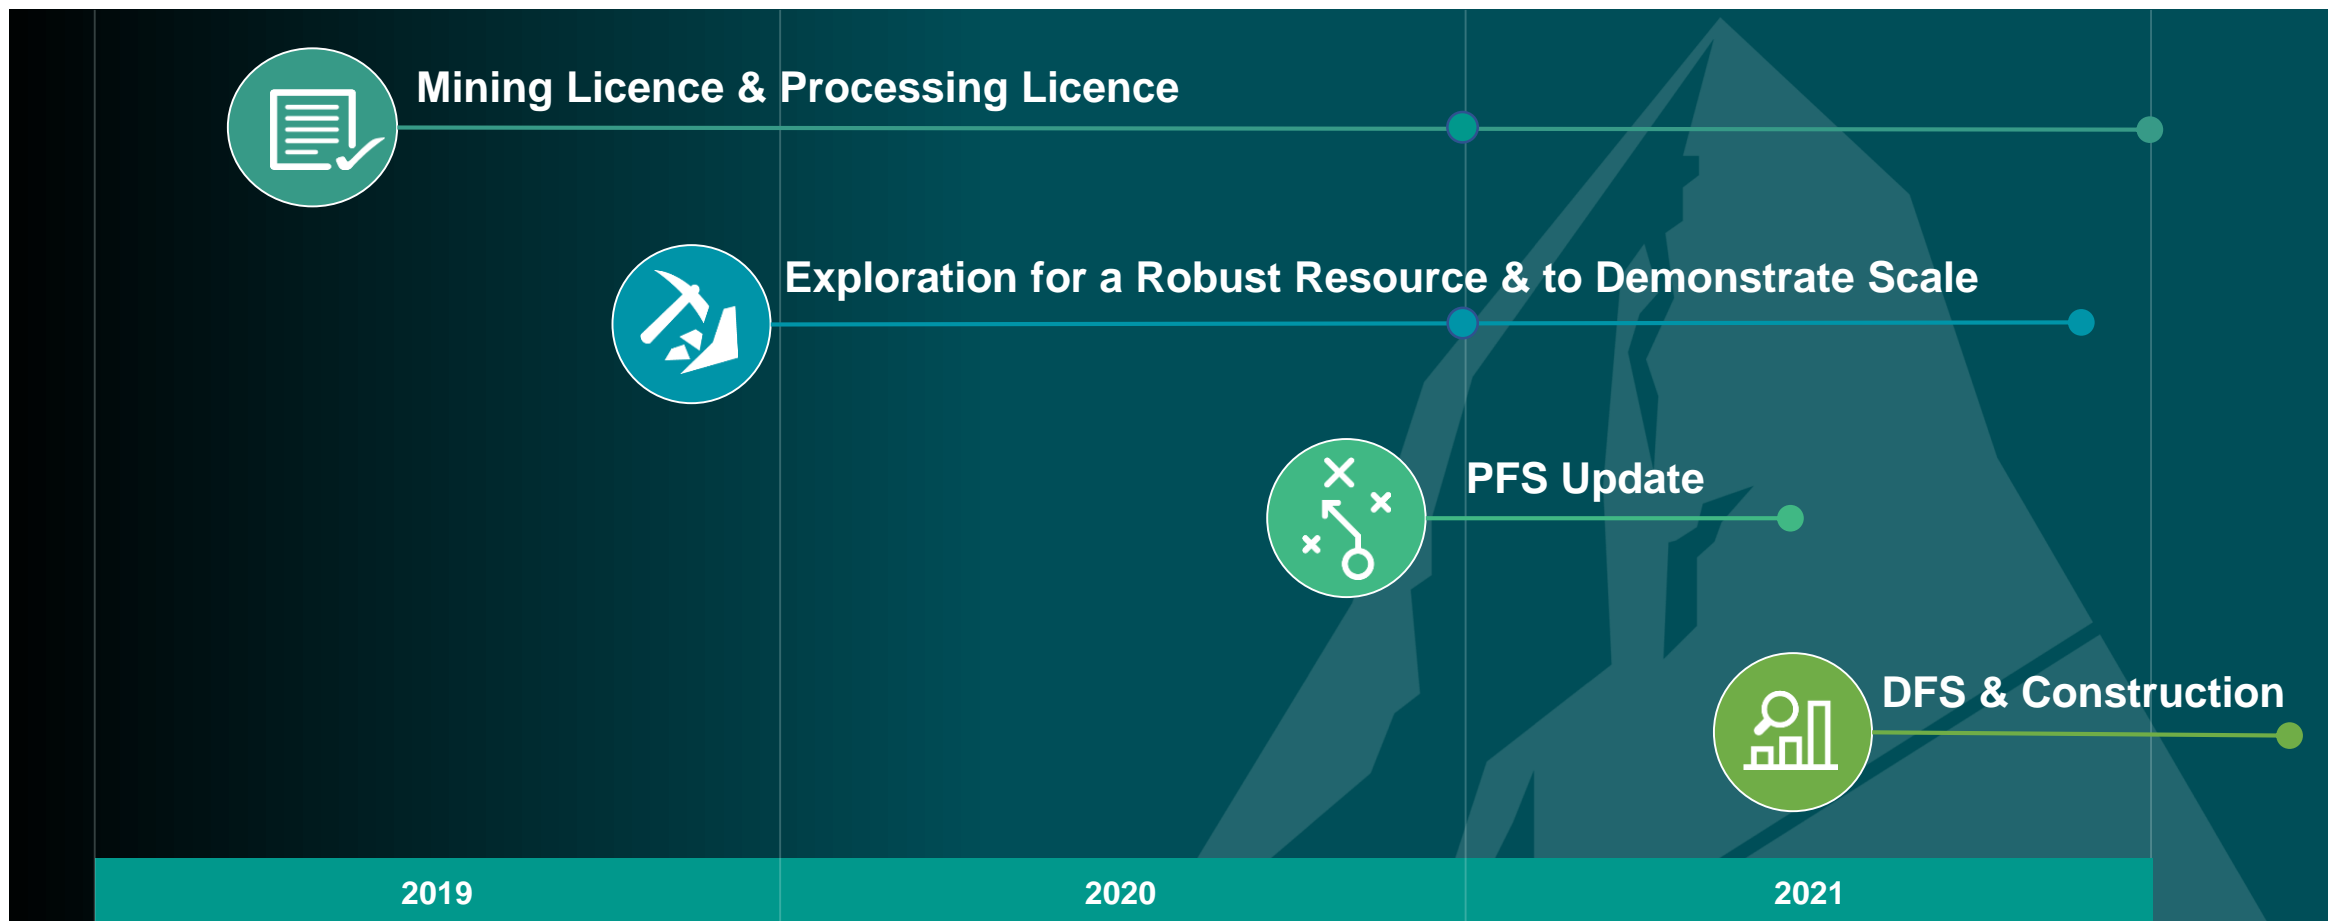 Mining Licence & Processing Licence
Exploration for a Robust Resource & to Demonstrate Scale
PFS Update
DFS & Construction
2019
2020
2021